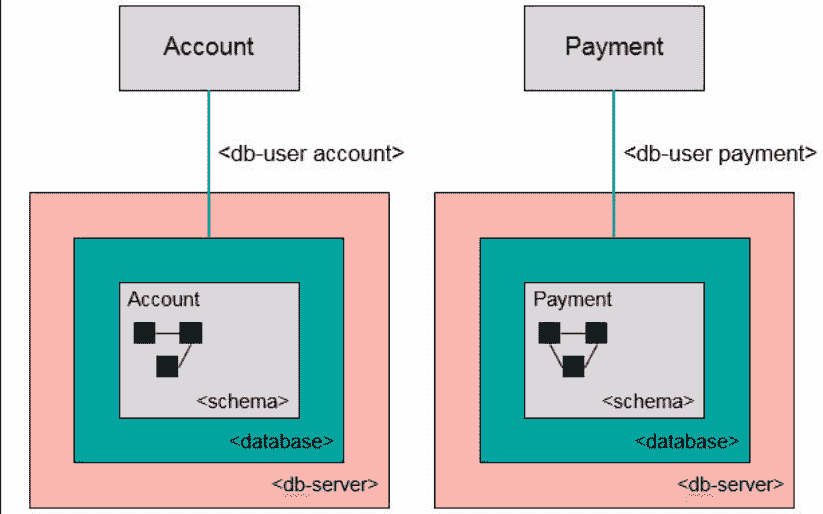 Account
Payment
<db-user account>
<db-user payment>
Account
<schema>
<database>
<db-server>
Payment
<schema>
<database>
<db-server>